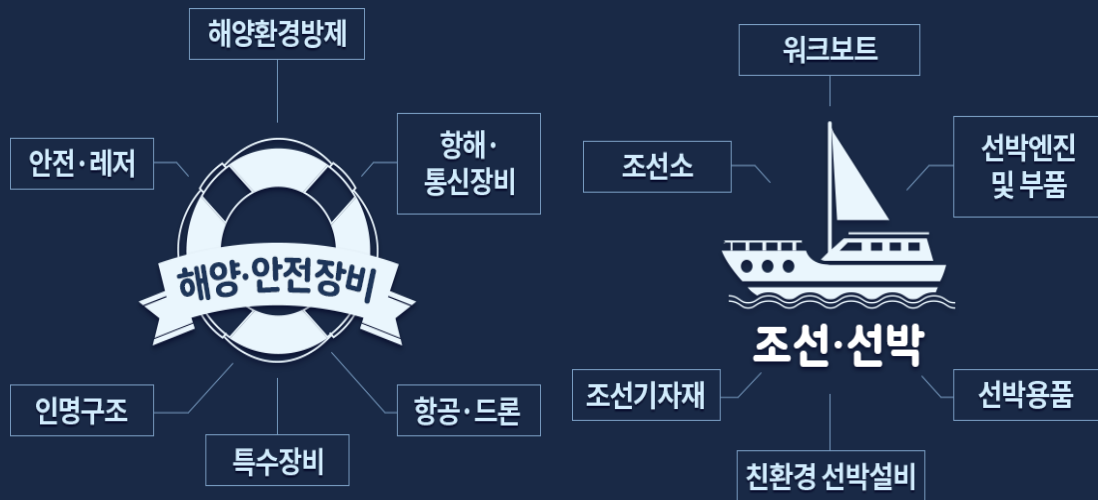 해양환경방제
안전·레저
항해·
통신장비
해양·안전장비
인명구조
특수장비
항공·드론
워크보트
조선소
선박엔진
및 부품
조선·선박
조선기자재
친환경 선박설비
선박용품